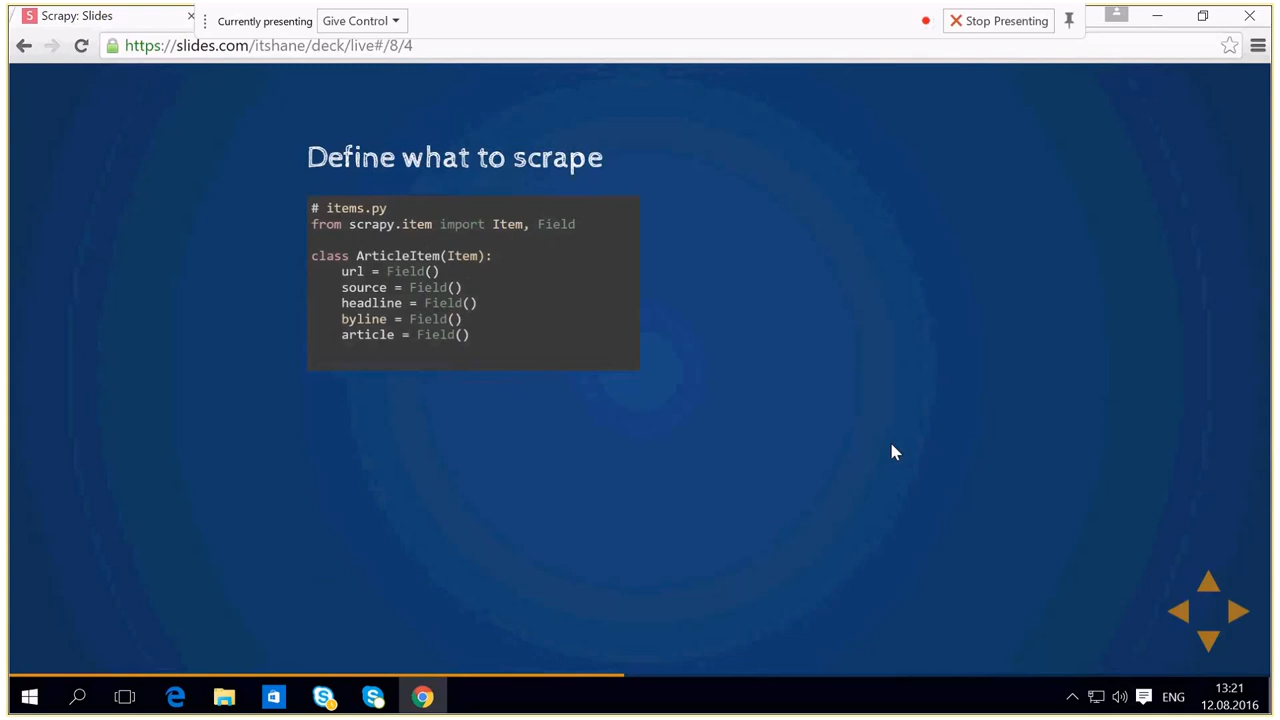 Scrapy: Slides
Currently presenting
Give Control
Stop Presenting
https://slides.com/itshane/deck/live#/8/4
Define what to scrape
# items.py
from scrapy.item import Item, Field
class ArticleItem(Item):
    url = Field()
    source = Field()
    headline = Field()
    byline = Field()
    article = Field()
ENG
13:21
12.08.2016